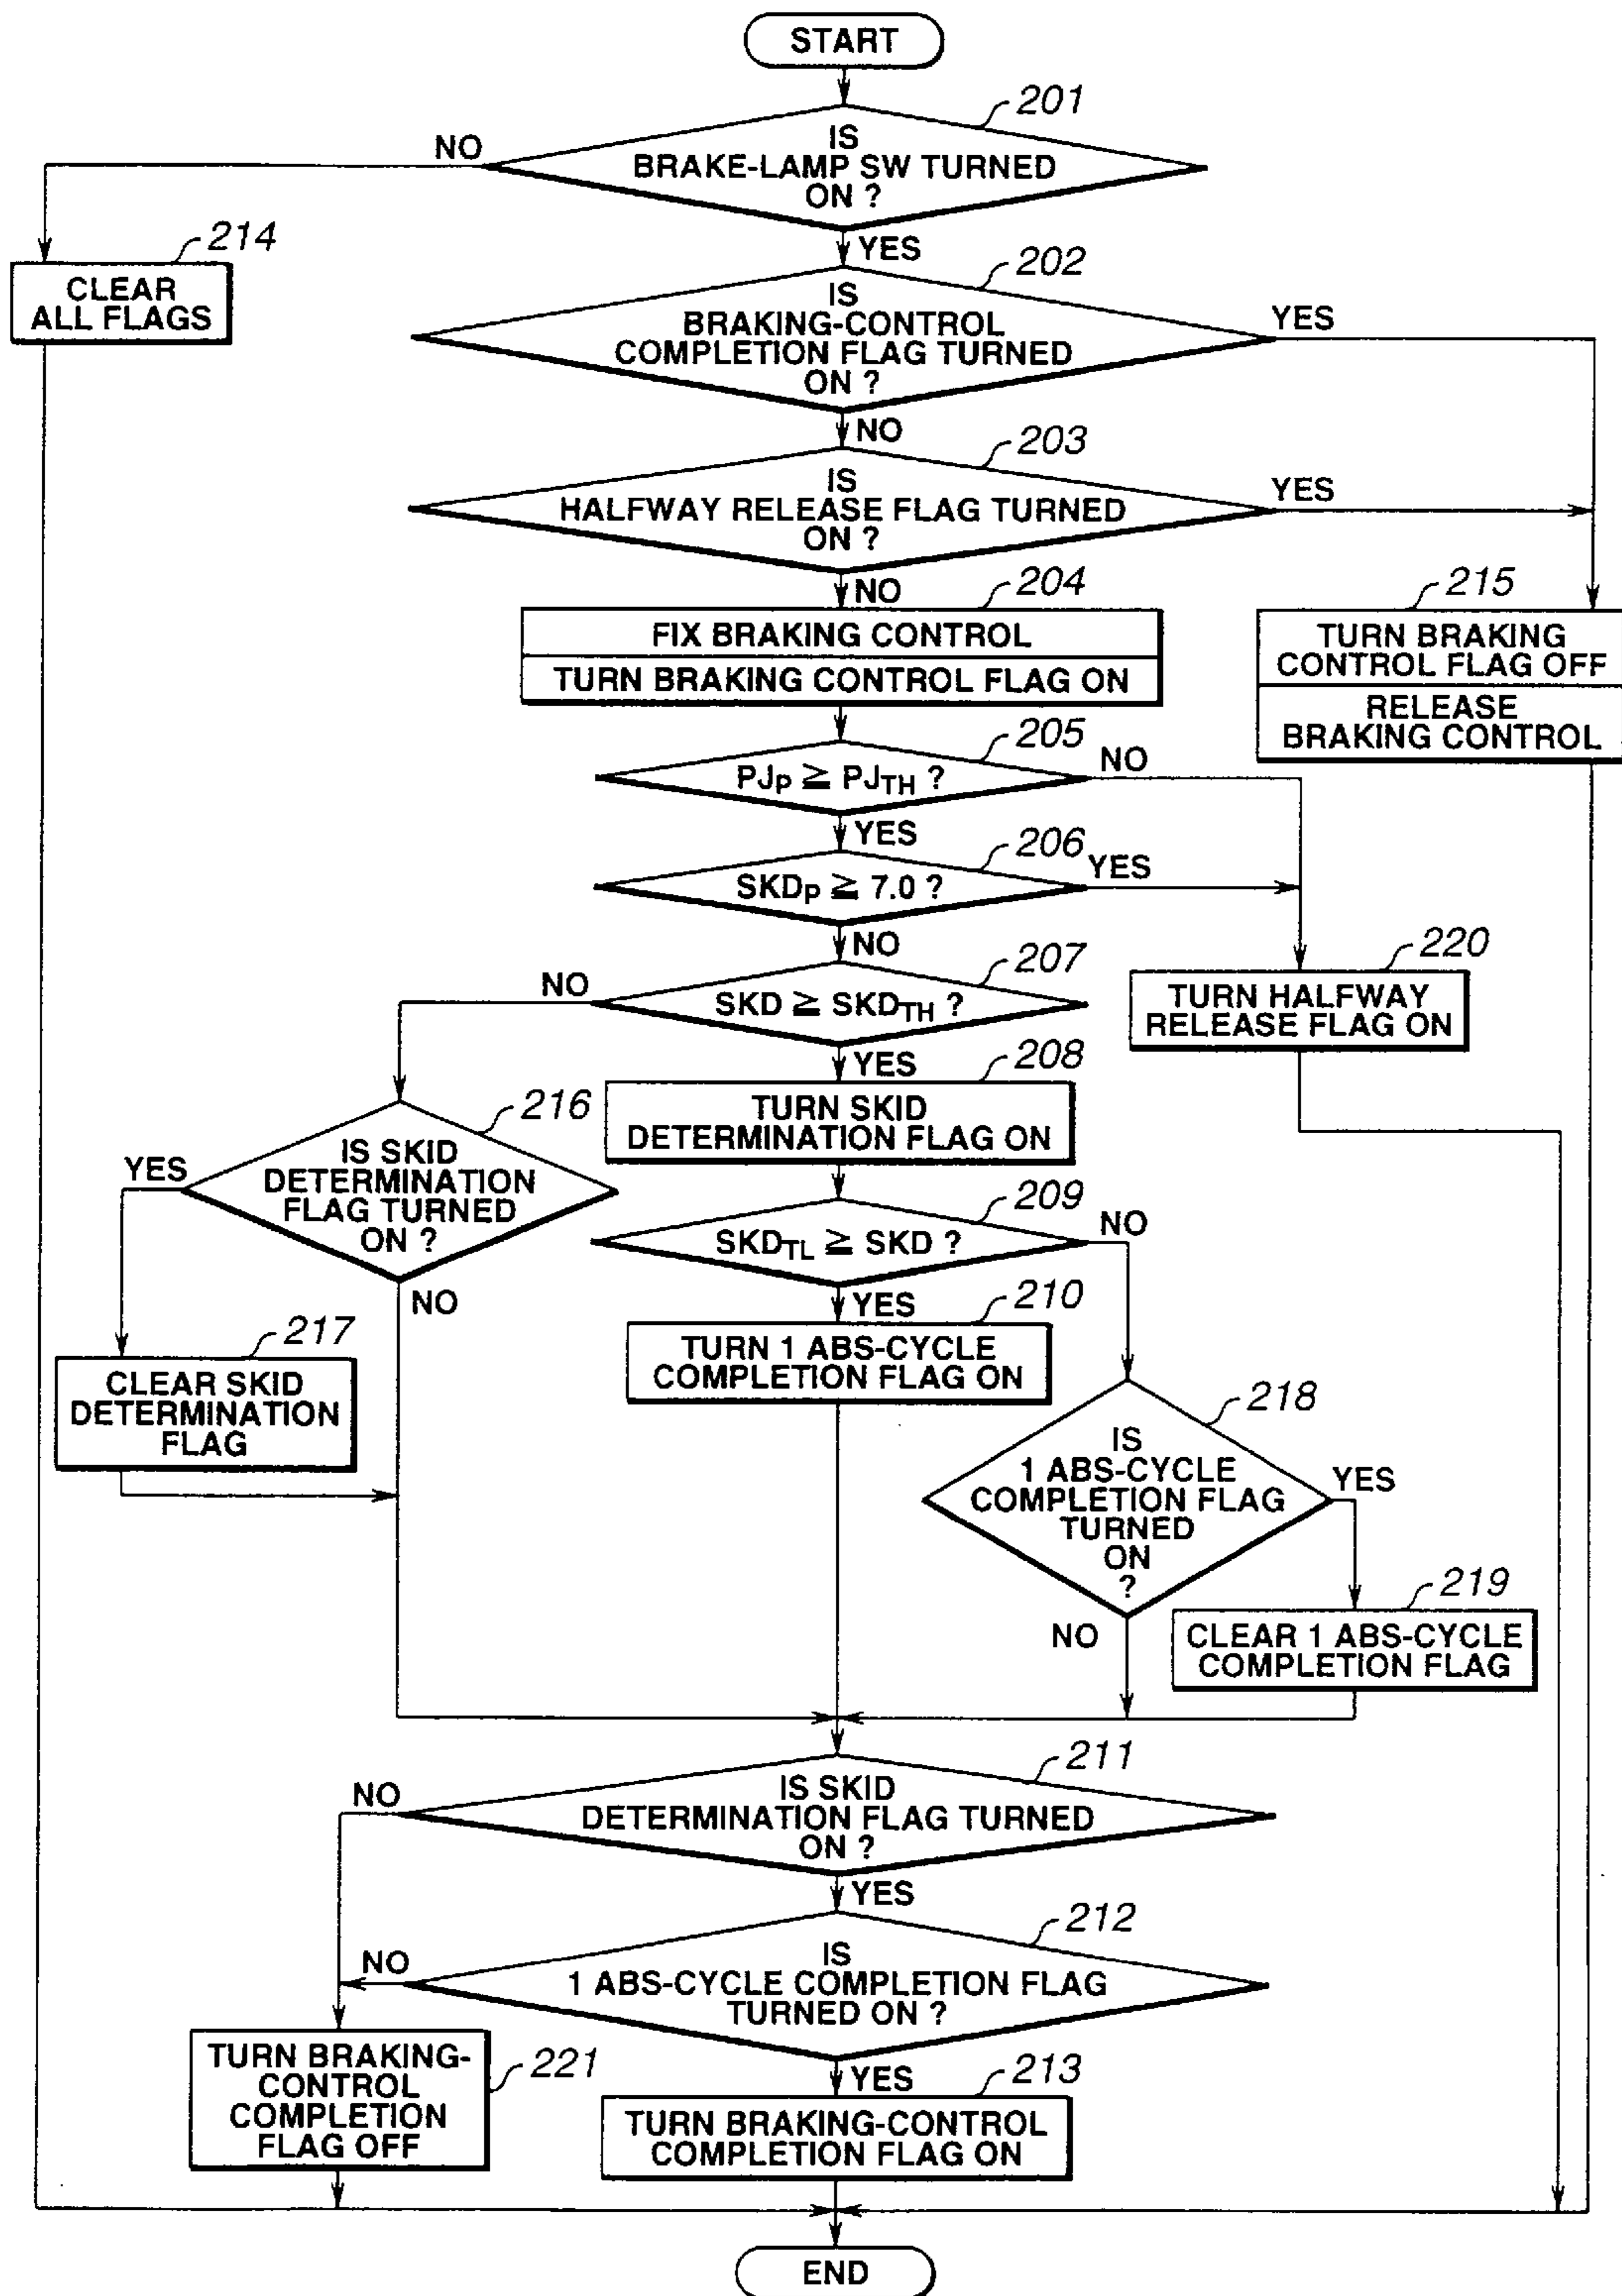 START
201
IS
BRAKE-LAMP SW TURNED
ON ?
NO
YES
214
CLEAR
ALL FLAGS
202
IS
BRAKING-CONTROL
COMPLETION FLAG TURNED
ON ?
YES
NO
203
IS
HALFWAY RELEASE FLAG TURNED
ON ?
YES
NO
204
FIX BRAKING CONTROL
TURN BRAKING CONTROL FLAG ON
215
TURN BRAKING
CONTROL FLAG OFF
RELEASE
BRAKING CONTROL
205
PJP ≧ PJTH ?
NO
YES
206
SKDP ≧ 7.0 ?
YES
NO
207
SKD ≧ SKDTH ?
NO
YES
220
TURN HALFWAY
RELEASE FLAG ON
208
TURN SKID
DETERMINATION FLAG ON
216
IS SKID
DETERMINATION
FLAG TURNED
ON ?
YES
NO
209
SKDTL ≧ SKD ?
NO
YES
210
TURN 1 ABS-CYCLE
COMPLETION FLAG ON
217
CLEAR SKID
DETERMINATION
FLAG
218
IS
1 ABS-CYCLE
COMPLETION FLAG
TURNED
ON
?
YES
NO
219
CLEAR 1 ABS-CYCLE
COMPLETION FLAG
211
IS SKID
DETERMINATION FLAG TURNED
ON ?
NO
YES
212
IS
1 ABS-CYCLE COMPLETION FLAG
TURNED ON ?
NO
YES
221
TURN BRAKING-
CONTROL
COMPLETION
FLAG OFF
213
TURN BRAKING-CONTROL
COMPLETION FLAG ON
END